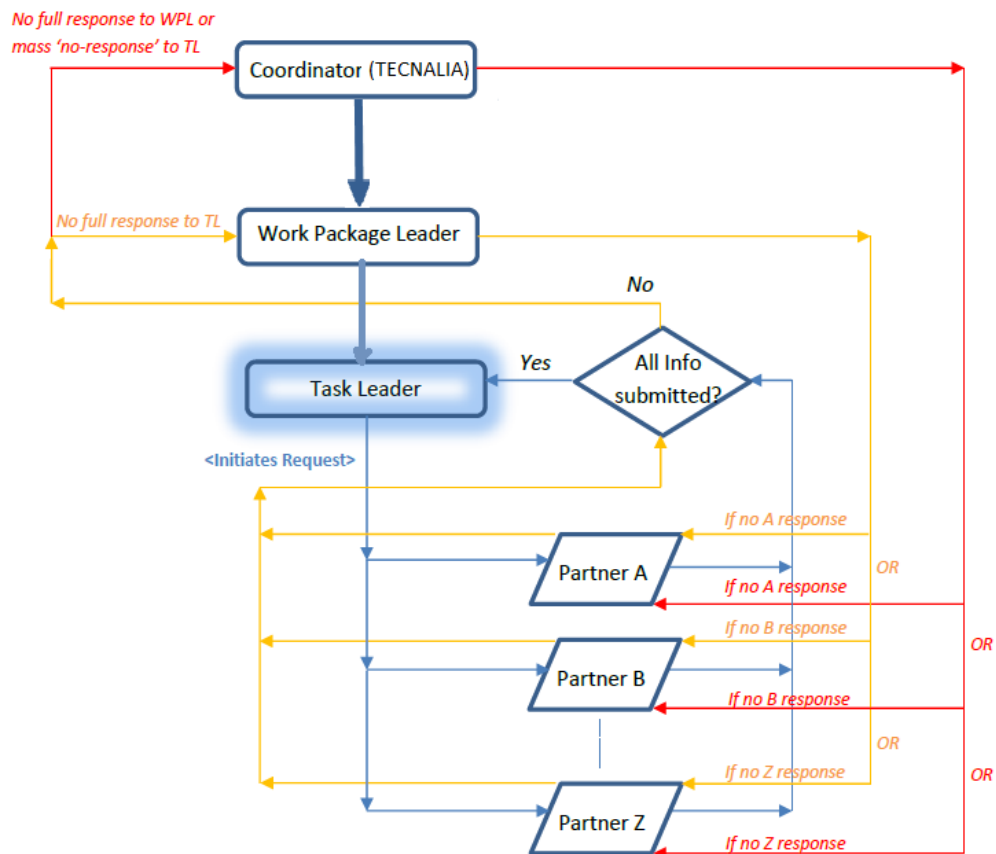 No full response to WPL or
mass 'no-response' to TL
Coordinator (TECNALIA)
No full response to TL
Work Package Leader
No
Yes
All Info
submitted?
Task Leader
<Initiates Request>
If no A response
Partner A
OR
If no A response
If no B response
OR
Partner B
If no B response
OR
If no Z response
OR
Partner Z
If no Z response